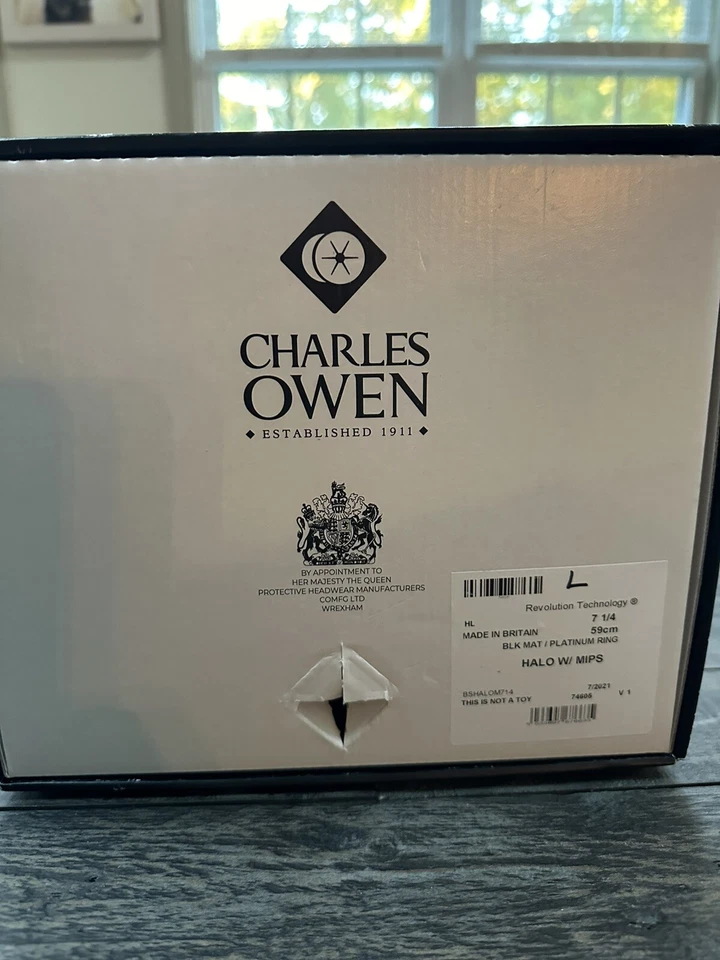 CHARLES
OWEN
ESTABLISHED 1911
BY APPOINTMENT TO
HER MAJESTY THE QUEEN
PROTECTIVE HEADWEAR MANUFACTURERS
COMFG LTD
WREXHAM
L
Revolution Technology ®
HL 7 1/4
MADE IN BRITAIN 59cm
BLK MAT / PLATINUM RING
HALO W/ MIPS
7/2021
BSHALOM714 74605 V 1
THIS IS NOT A TOY